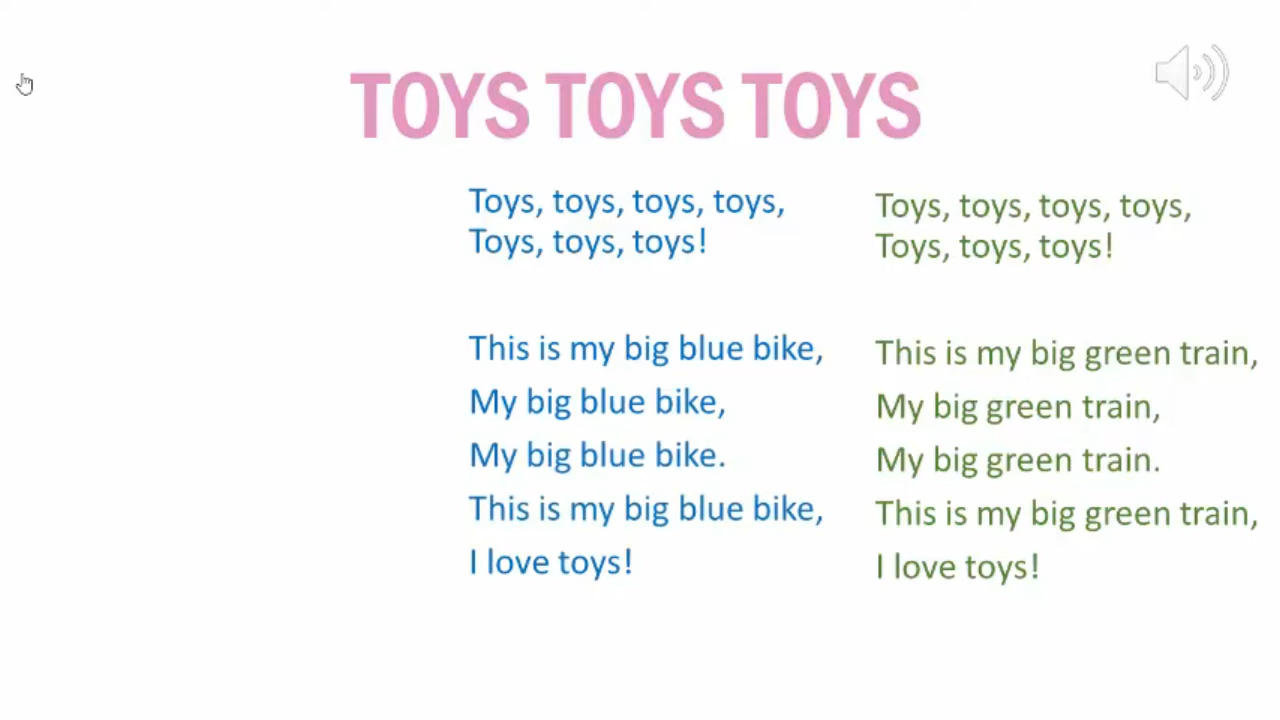 TOYS TOYS TOYS
Toys, toys, toys, toys,
Toys, toys, toys!
This is my big blue bike,
My big blue bike,
My big blue bike.
This is my big blue bike,
I love toys!
Toys, toys, toys, toys,
Toys, toys, toys!
This is my big green train,
My big green train,
My big green train.
This is my big green train,
I love toys!